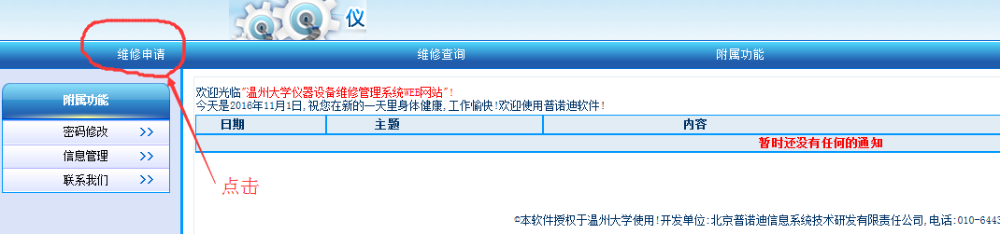 仪
维修申请 维修查询 附属功能
附属功能
密码修改 >>
信息管理 >>
联系我们 >>
欢迎光临"温州大学仪器设备维修管理系统WEB网站"!
今天是2016年11月1日,祝您在新的一天里身体健康,工作愉快!欢迎使用普诺迪软件!
日期 主题 内容
暂时还没有任何的通知
点击
©本软件授权于温州大学使用!开发单位:北京普诺迪信息系统技术研发有限责任公司,电话:010-6443